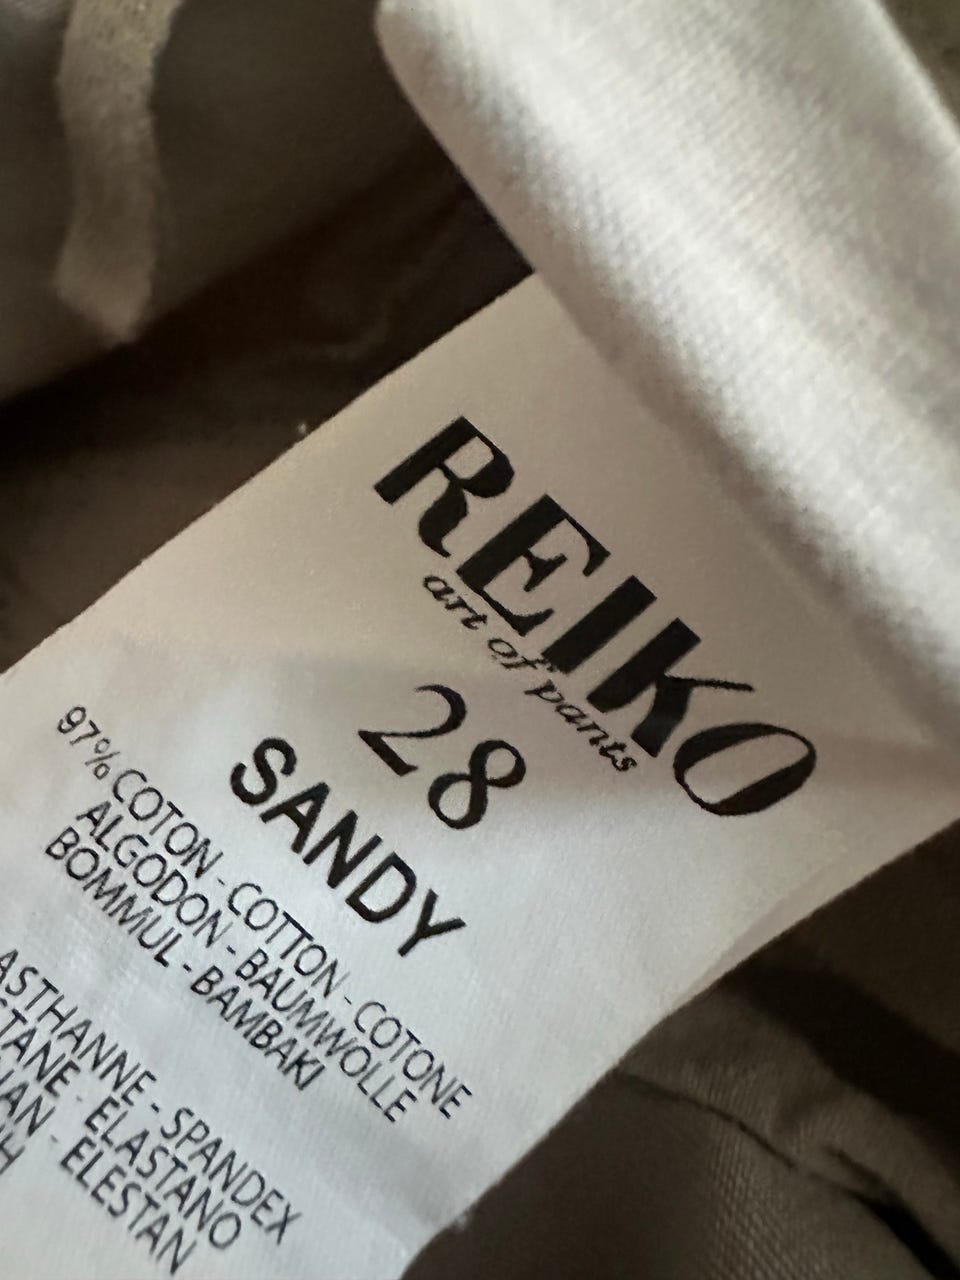 REIKO
art of pants
28
SANDY
97% COTON - COTTON - COTONE
ALGODON - BAUMWOLLE
BOMMUL - BAMBAKI
ASTHANNE - SPANDEX
TANE - ELASTANO
ELESTAN